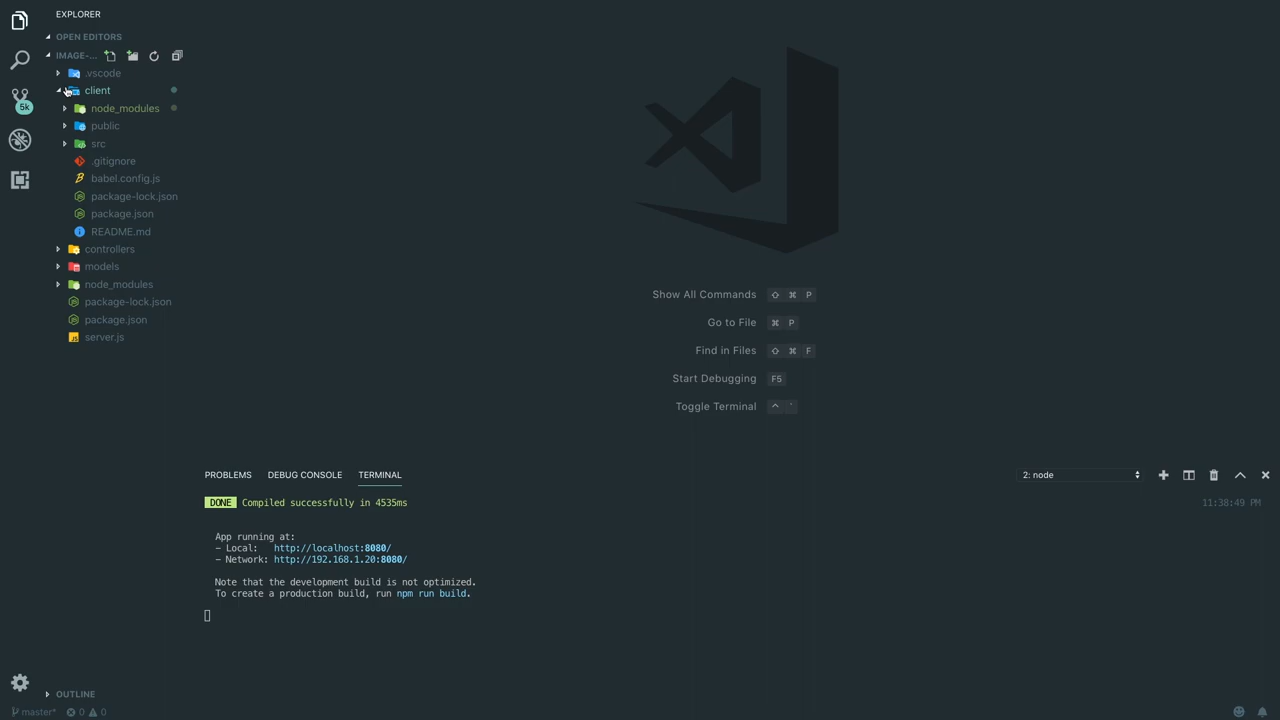 EXPLORER
OPEN EDITORS
IMAGE-...
.vscode
client
node_modules
public
src
.gitignore
babel.config.js
package-lock.json
package.json
README.md
controllers
models
node_modules
package-lock.json
package.json
server.js
5k
Show All Commands ⇧ ⌘ P
Go to File ⌘ P
Find in Files ⇧ ⌘ F
Start Debugging F5
Toggle Terminal ^ `
PROBLEMS DEBUG CONSOLE TERMINAL 2: node
DONE Compiled successfully in 4535ms 11:38:49 PM
App running at:
- Local: http://localhost:8080/
- Network: http://192.168.1.20:8080/
Note that the development build is not optimized.
To create a production build, run npm run build.
OUTLINE
master* 0 0